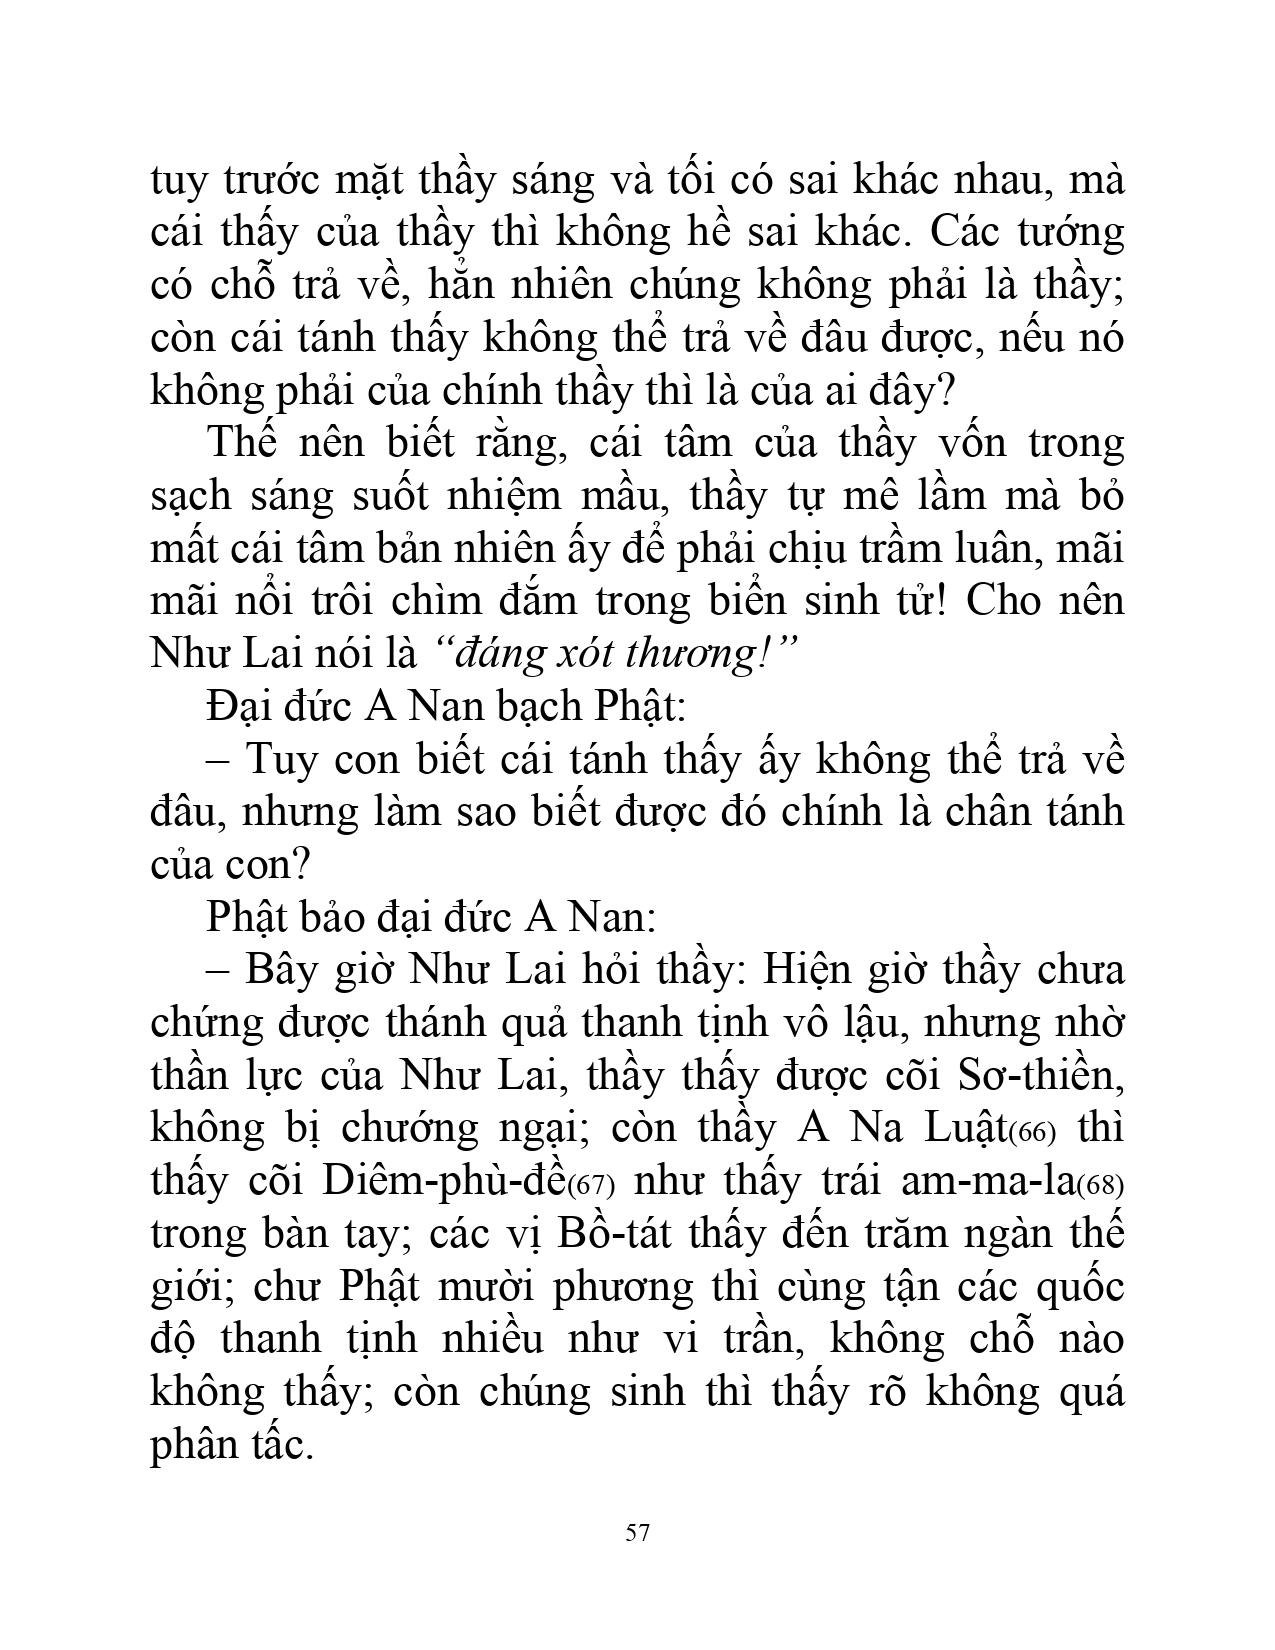 tuy trước mặt thầy sáng và tối có sai khác nhau, mà
cái thấy của thầy thì không hề sai khác. Các tướng
có chỗ trả về, hẳn nhiên chúng không phải là thầy;
còn cái tánh thấy không thể trả về đâu được, nếu nó
không phải của chính thầy thì là của ai đây?
Thế nên biết rằng, cái tâm của thầy vốn trong
sạch sáng suốt nhiệm mầu, thầy tự mê lầm mà bỏ
mất cái tâm bản nhiên ấy để phải chịu trầm luân, mãi
mãi nổi trôi chìm đắm trong biển sinh tử! Cho nên
Như Lai nói là “đáng xót thương!”
Đại đức A Nan bạch Phật:
– Tuy con biết cái tánh thấy ấy không thể trả về
đâu, nhưng làm sao biết được đó chính là chân tánh
của con?
Phật bảo đại đức A Nan:
– Bây giờ Như Lai hỏi thầy: Hiện giờ thầy chưa
chứng được thánh quả thanh tịnh vô lậu, nhưng nhờ
thần lực của Như Lai, thầy thấy được cõi Sơ-thiền,
không bị chướng ngại; còn thầy A Na Luật(66) thì
thấy cõi Diêm-phù-đề(67) như thấy trái am-ma-la(68)
trong bàn tay; các vị Bồ-tát thấy đến trăm ngàn thế
giới; chư Phật mười phương thì cùng tận các quốc
độ thanh tịnh nhiều như vi trần, không chỗ nào
không thấy; còn chúng sinh thì thấy rõ không quá
phân tấc.
57